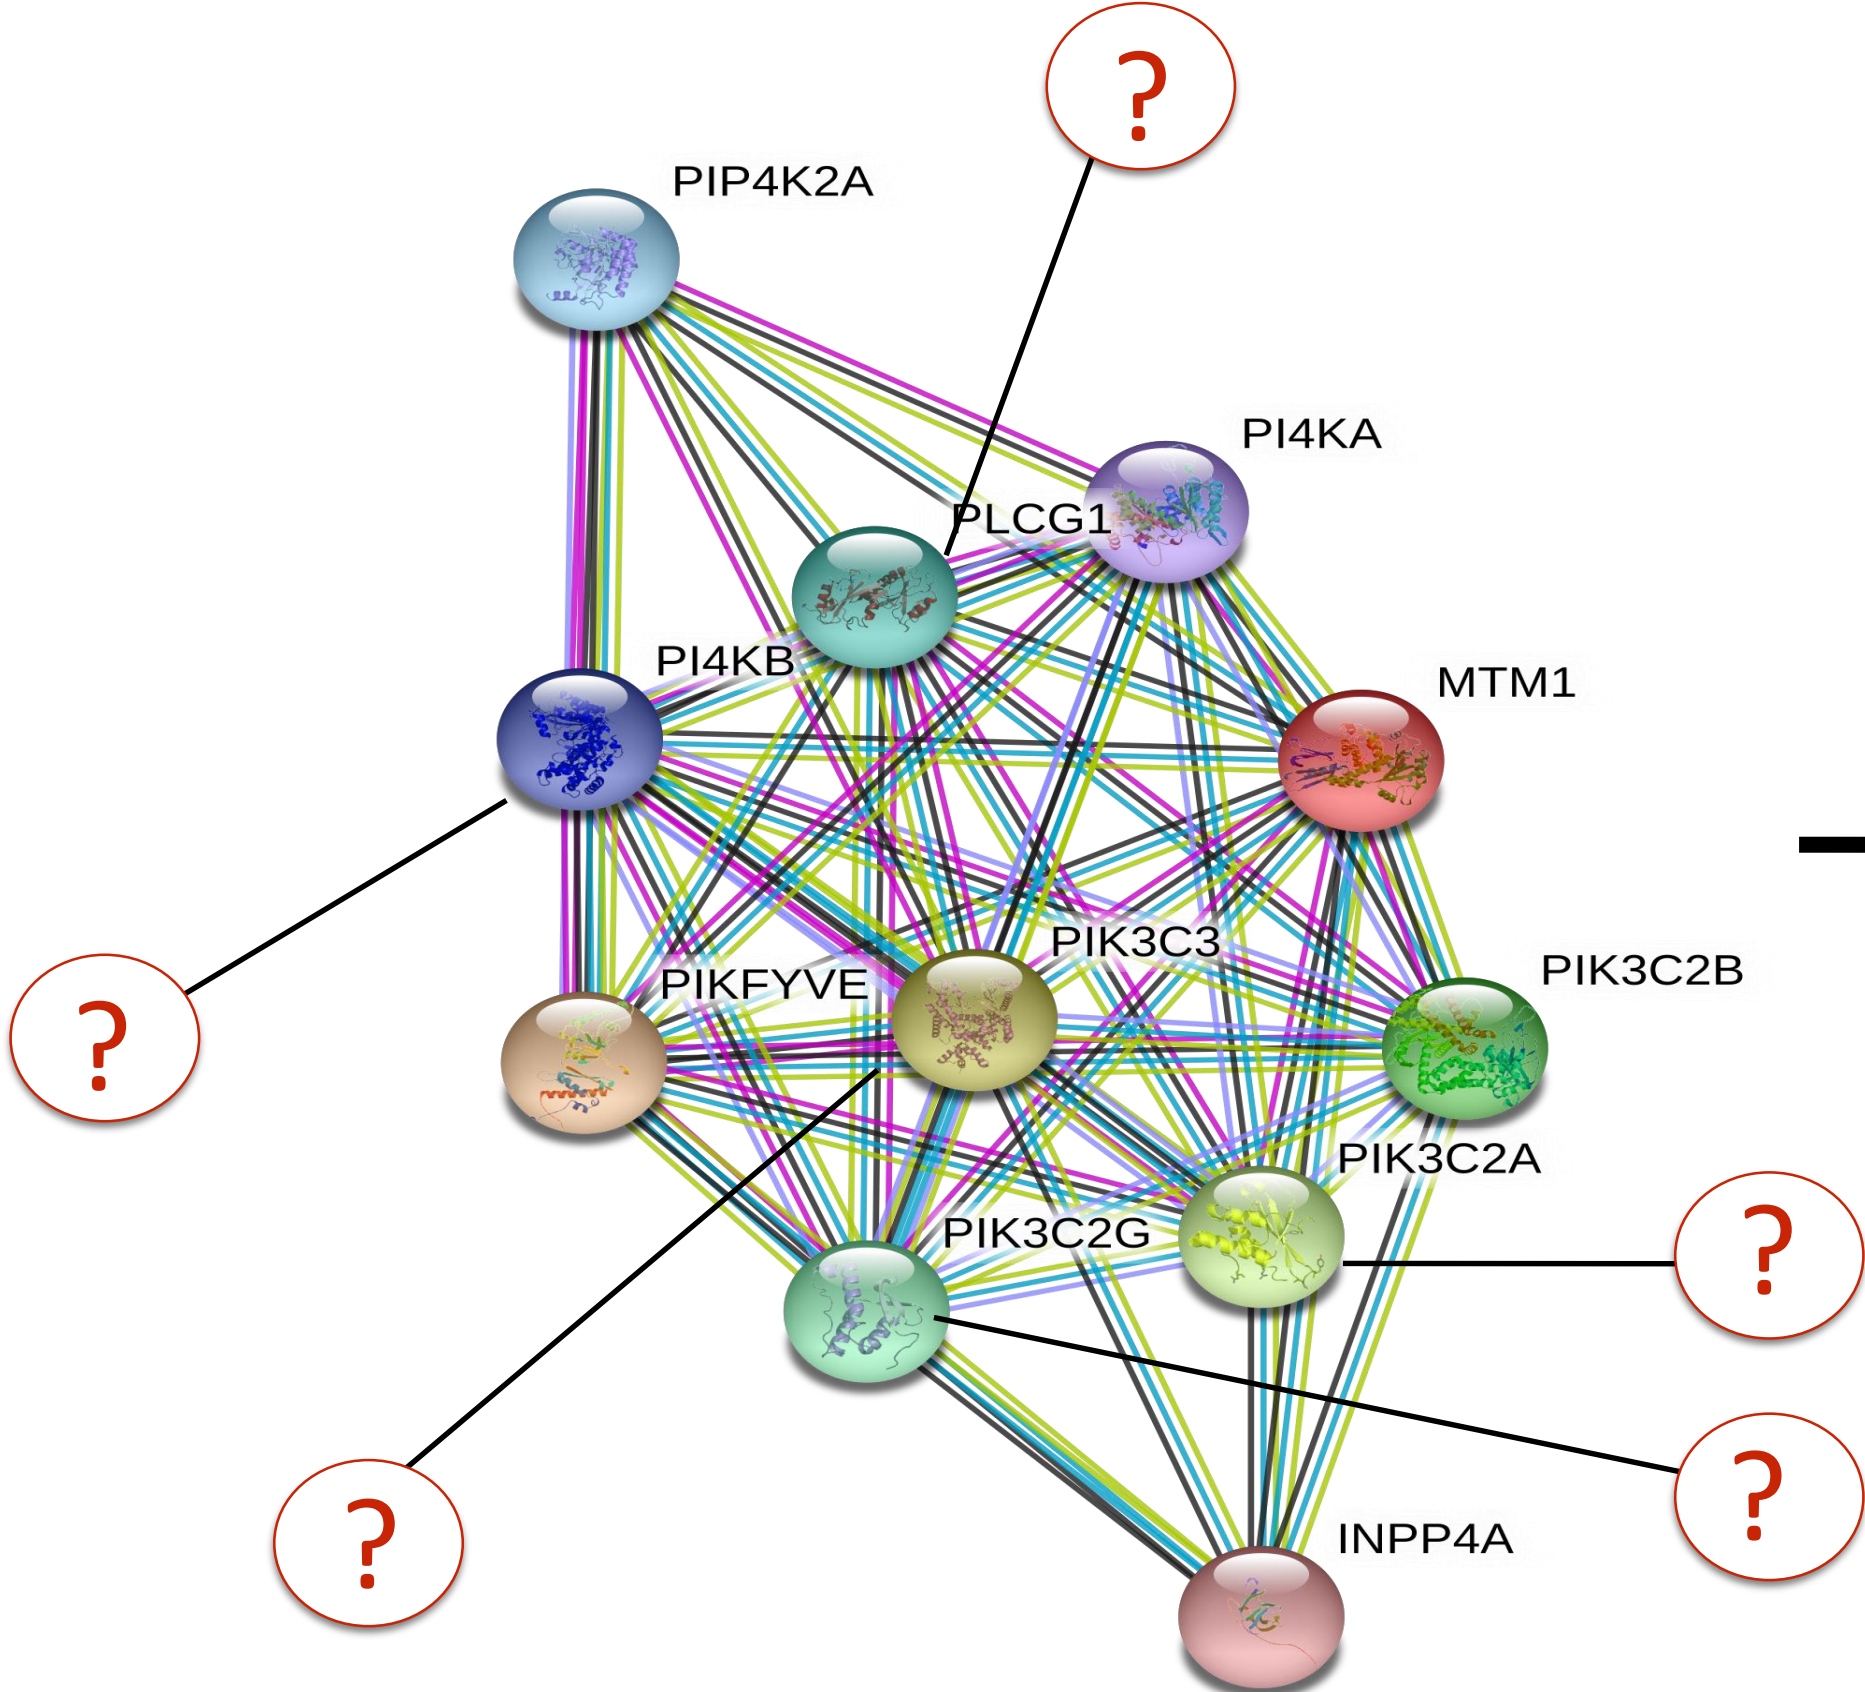 ?
PIP4K2A
PI4KA
PLCG1
PI4KB
MTM1
PIK3C3
PIK3C2B
PIKFYVE
?
PIK3C2A
PIK3C2G
?
?
?
INPP4A